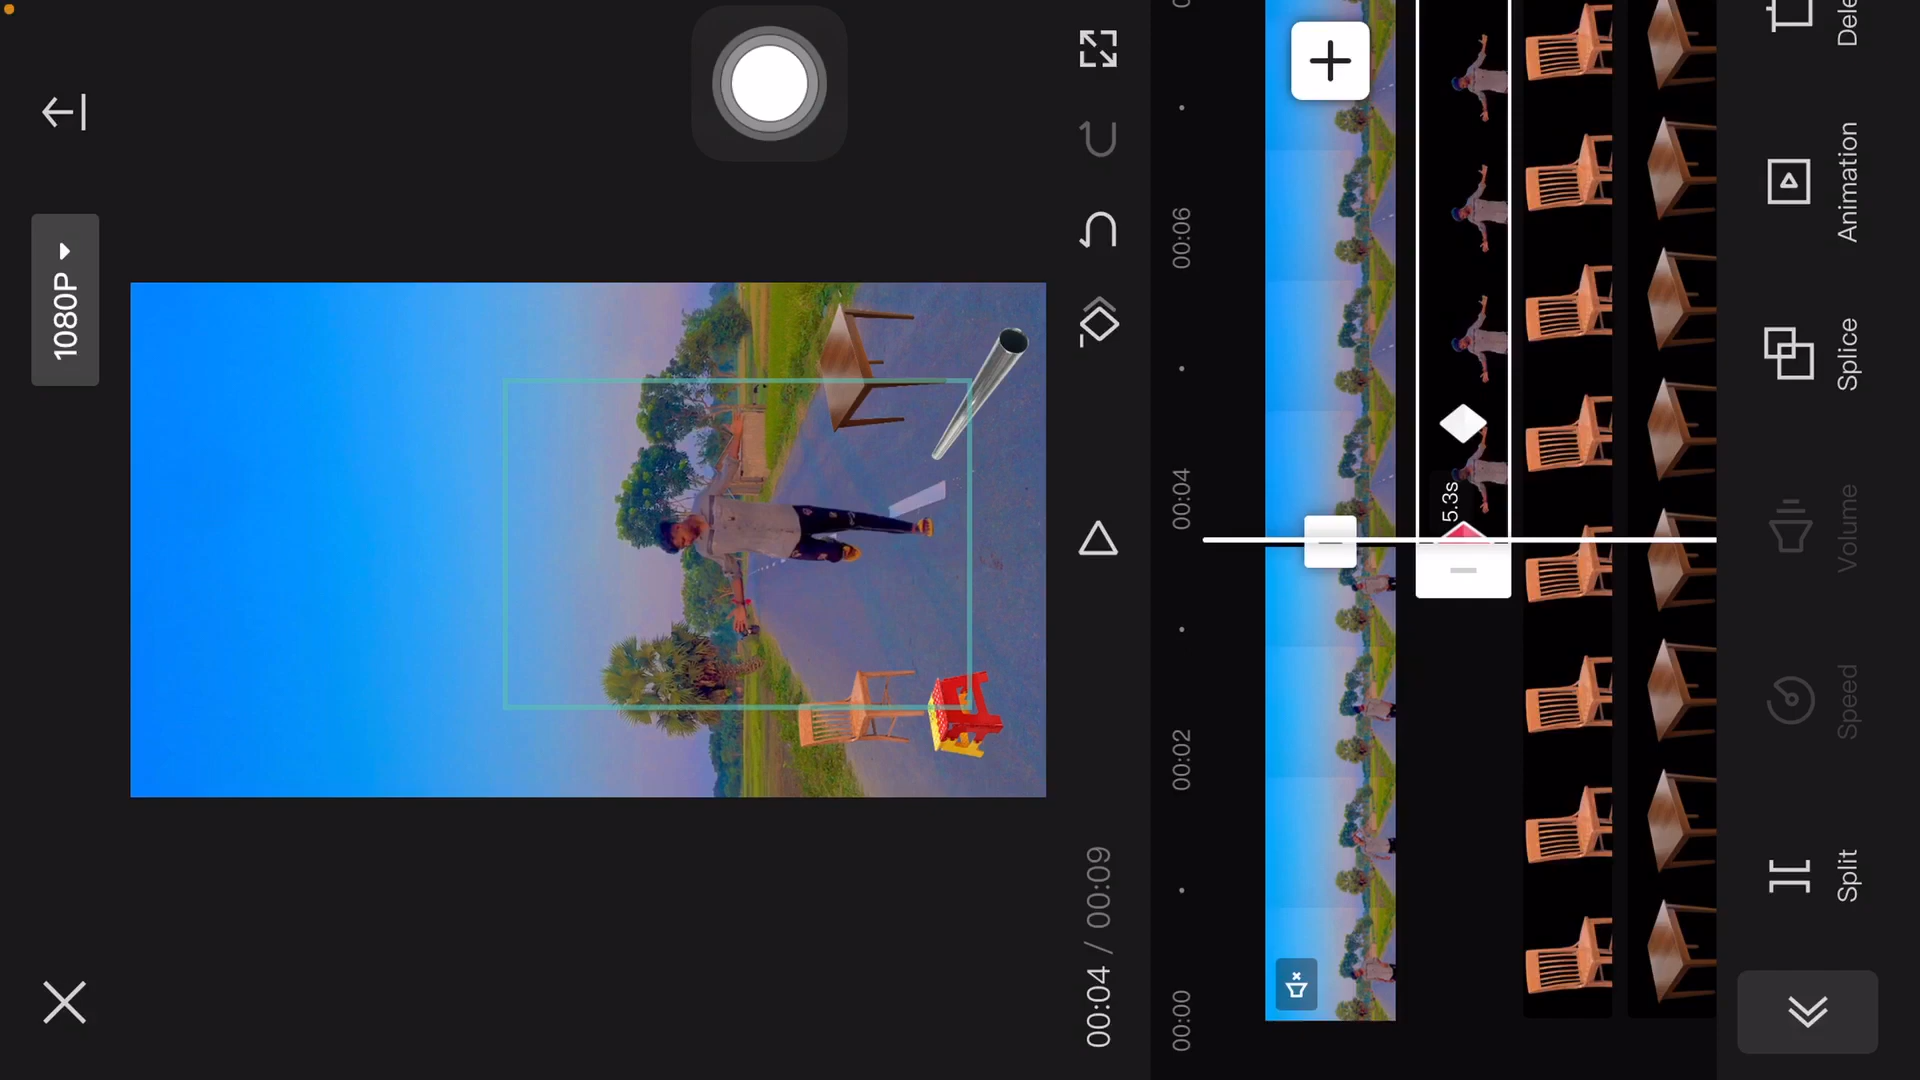 1080P
00:04 / 00:09
00:00
00:02
00:04
00:06
5.3s
Split
Speed
Volume
Splice
Animation
Dele